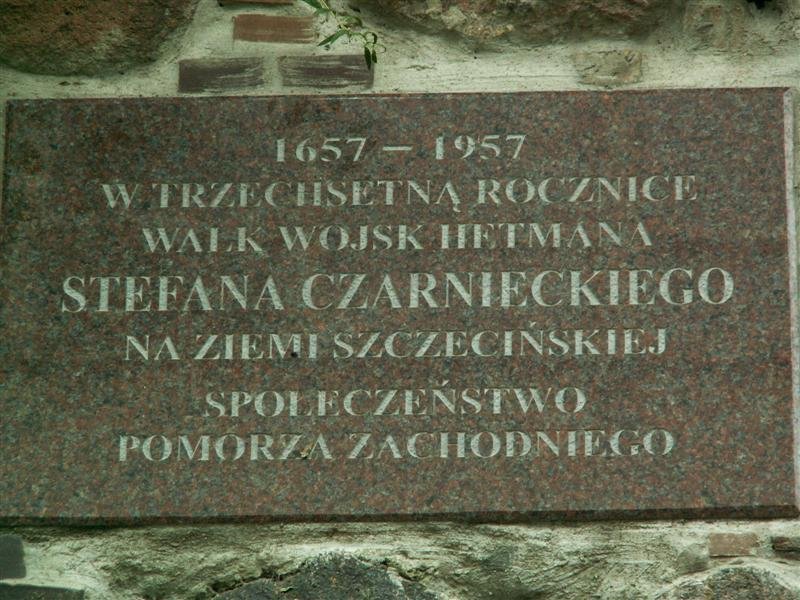 1657 – 1957
W TRZECHSETNĄ ROCZNICE
WALK WOJSK HETMANA
STEFANA CZARNIECKIEGO
NA ZIEMI SZCZECIŃSKIEJ
SPOŁECZEŃSTWO
POMORZA ZACHODNIEGO